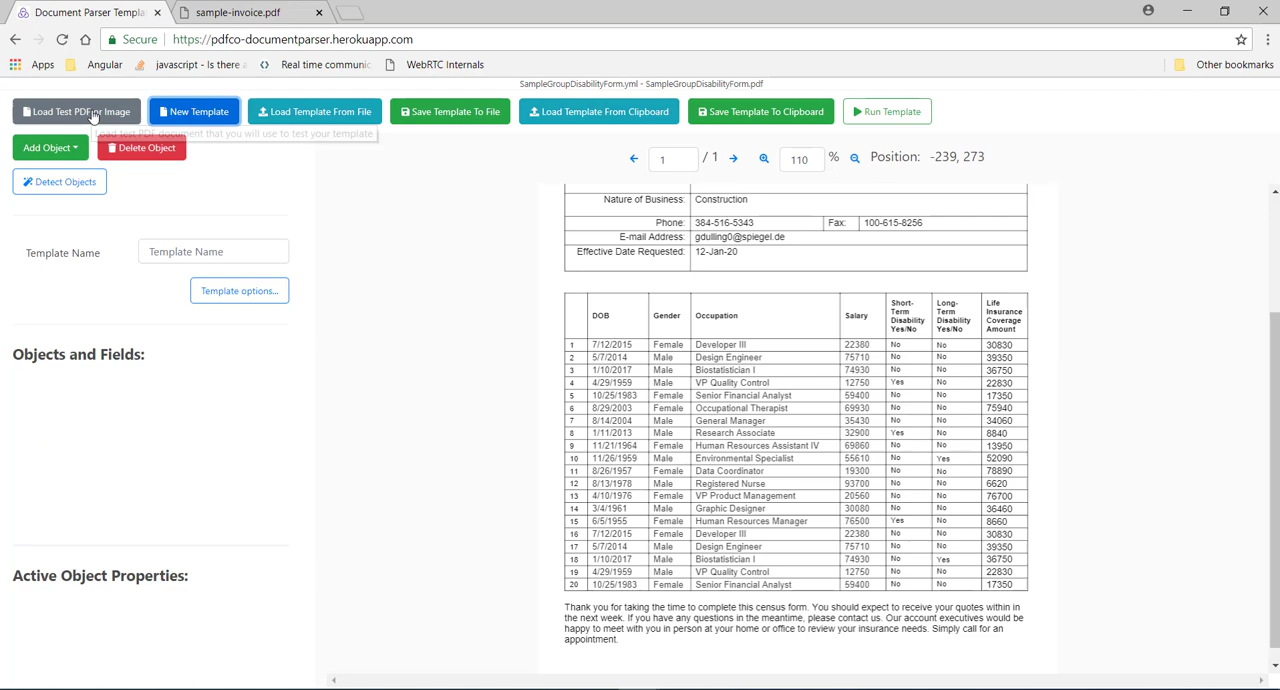 Document Parser Templa
sample-invoice.pdf
Secure https://pdfco-documentparser.herokuapp.com
Apps Angular javascript - Is there a Real time communic WebRTC Internals Other bookmarks
SampleGroupDisabilityForm.yml - SampleGroupDisabilityForm.pdf
Load Test PDF or Image New Template Load Template From File Save Template To File Load Template From Clipboard Save Template To Clipboard Run Template
Load test PDF document that you will use to test your template
Add Object Delete Object
1 / 1 110 % Position: -239, 273
Detect Objects
Template Name Template Name
Template options...
Objects and Fields:
Active Object Properties:
Nature of Business: Construction
Phone: 384-516-5343 Fax: 100-615-8256
E-mail Address: gdulling0@spiegel.de
Effective Date Requested: 12-Jan-20
DOB Gender Occupation Salary Short-Term Disability Yes/No Long-Term Disability Yes/No Life Insurance Coverage Amount
1 7/12/2015 Female Developer III 22380 No No 30830
2 5/7/2014 Male Design Engineer 75710 No No 39350
3 1/10/2017 Male Biostatistician I 74930 No No 36750
4 4/29/1959 Male VP Quality Control 12750 Yes No 22830
5 10/25/1983 Female Senior Financial Analyst 59400 No No 17350
6 8/29/2003 Female Occupational Therapist 69930 No No 75940
7 8/14/2004 Male General Manager 35430 No No 34060
8 1/11/2013 Male Research Associate 32900 Yes No 8840
9 11/21/1964 Female Human Resources Assistant IV 69860 No No 13950
10 11/26/1959 Male Environmental Specialist 55610 No Yes 52090
11 8/26/1957 Female Data Coordinator 19300 No No 78890
12 8/13/1978 Male Registered Nurse 93700 No No 6620
13 4/10/1976 Female VP Product Management 20560 No No 76700
14 3/4/1961 Male Graphic Designer 30080 No No 36460
15 6/5/1955 Female Human Resources Manager 76500 Yes No 8660
16 7/12/2015 Female Developer III 22380 No No 30830
17 5/7/2014 Male Design Engineer 75710 No No 39350
18 1/10/2017 Male Biostatistician I 74930 No Yes 36750
19 4/29/1959 Male VP Quality Control 12750 No No 22830
20 10/25/1983 Female Senior Financial Analyst 59400 No No 17350
Thank you for taking the time to complete this census form. You should expect to receive your quotes within in
the next week. If you have any questions in the meantime, please contact us. Our account executives would be
happy to meet with you in person at your home or office to review your insurance needs. Simply call for an
appointment.